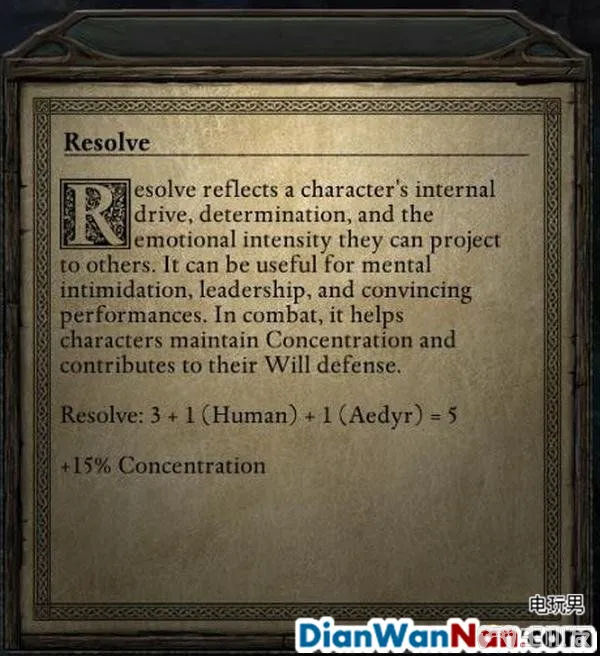 Resolve
Resolve reflects a character's internal
drive, determination, and the
emotional intensity they can project
to others. It can be useful for mental
intimidation, leadership, and convincing
performances. In combat, it helps
characters maintain Concentration and
contributes to their Will defense.
Resolve: 3 + 1 (Human) + 1 (Aedyr) = 5
+15% Concentration
电玩男
DianWanNan.com